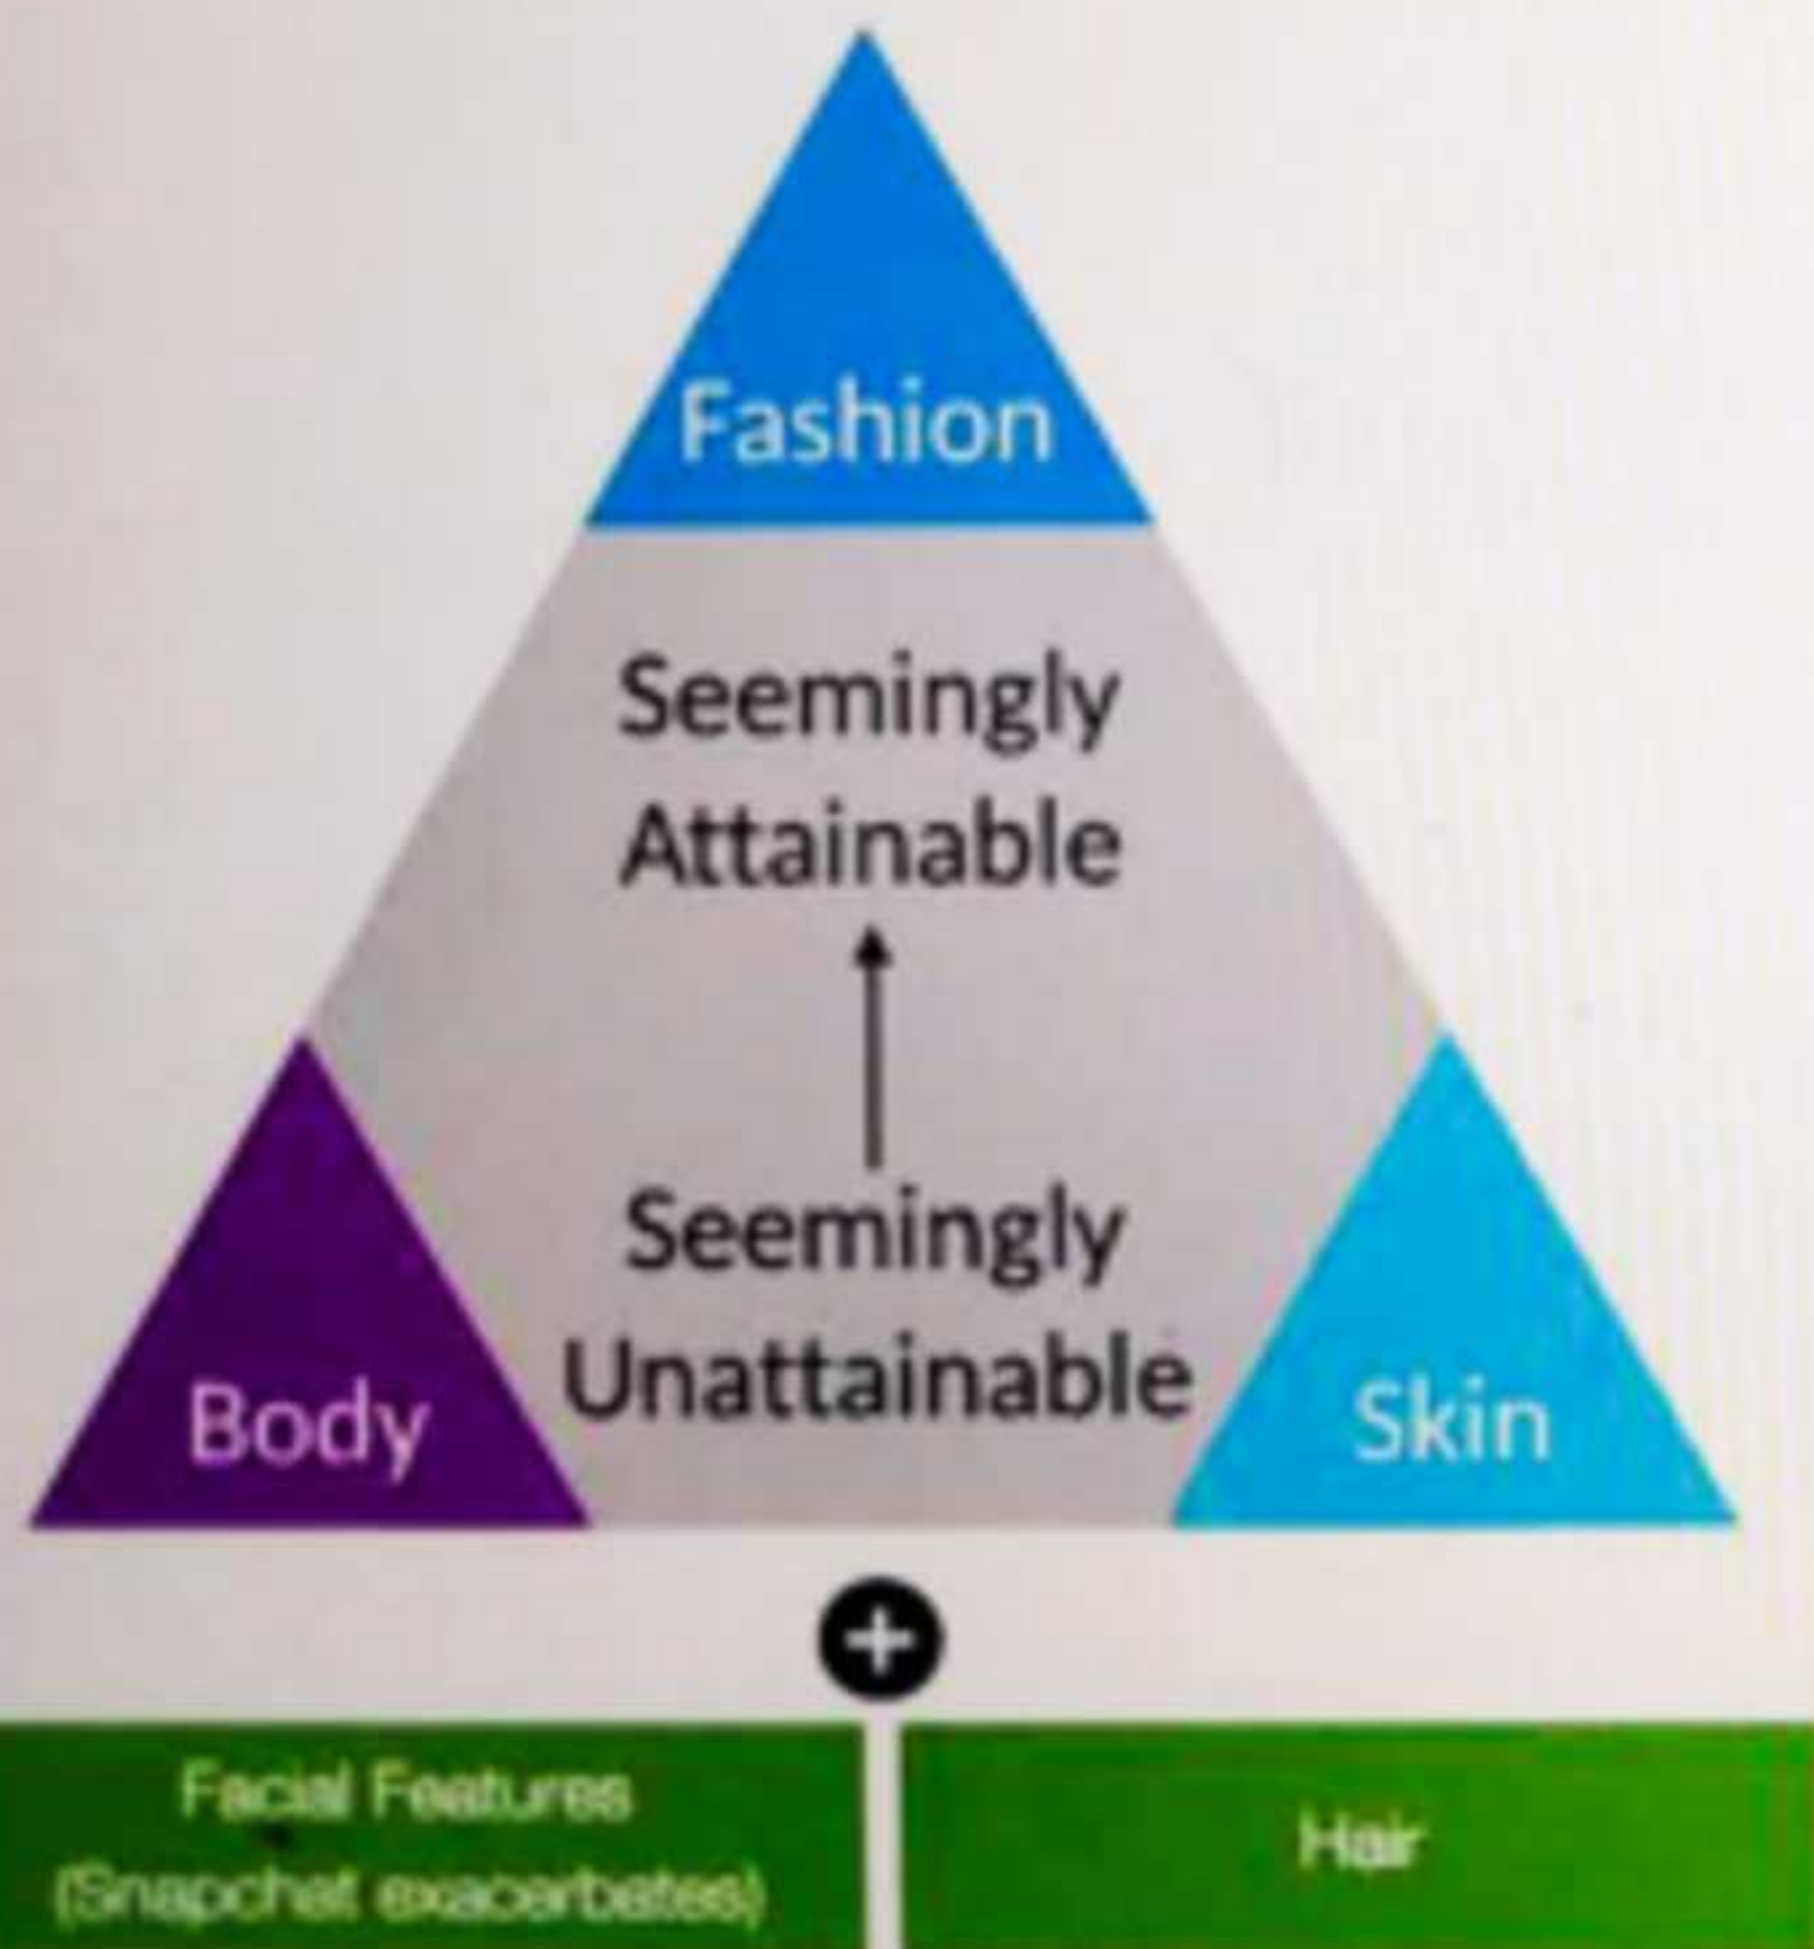 Fashion
Seemingly
Attainable
Seemingly
Unattainable
Body
Skin
+
Facial Features
(Snapchat exacerbates)
Hair